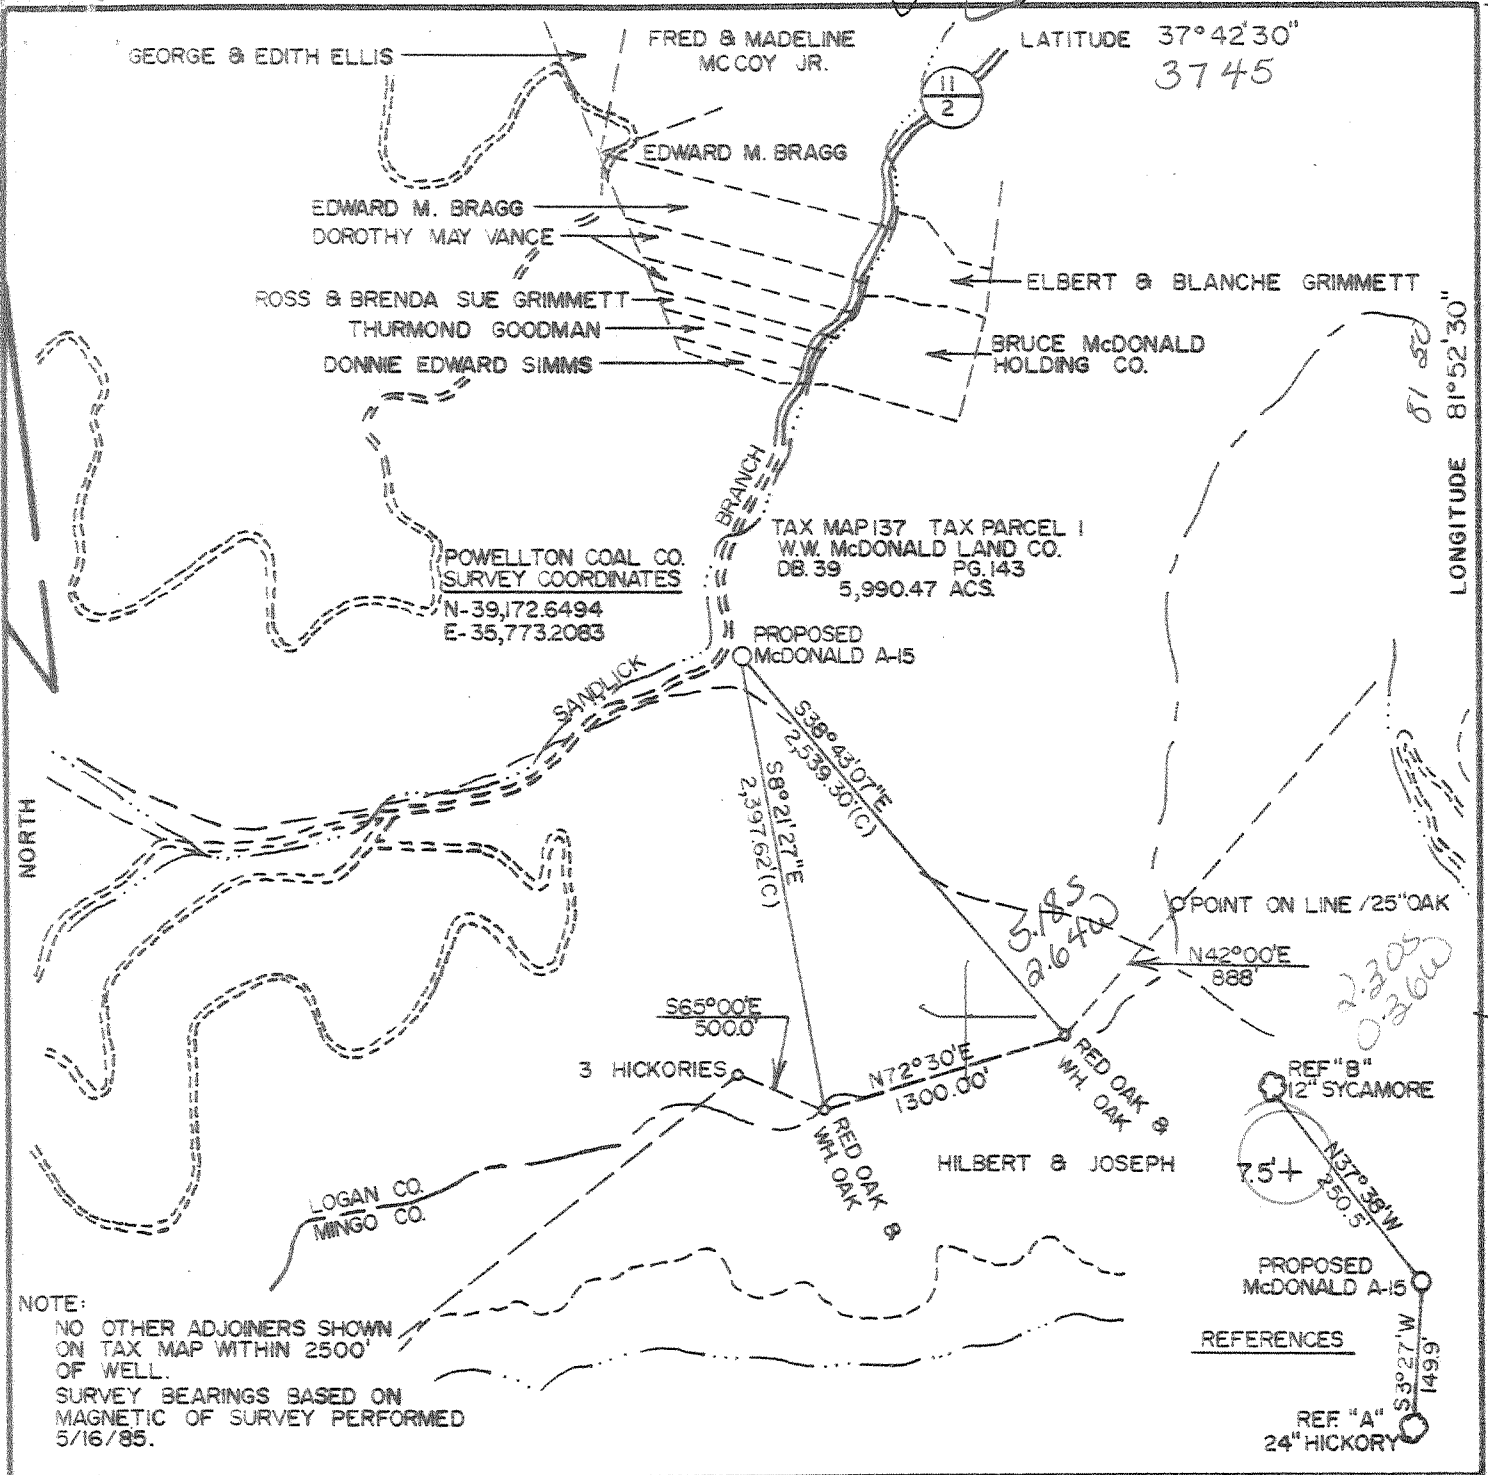 LATITUDE 37°42'30"
3745
GEORGE & EDITH ELLIS
FRED & MADELINE
MCCOY JR.
11
2
EDWARD M. BRAGG
EDWARD M. BRAGG
DOROTHY MAY VANCE
ROSS & BRENDA SUE GRIMMETT
THURMOND GOODMAN
DONNIE EDWARD SIMMS
ELBERT & BLANCHE GRIMMETT
BRUCE McDONALD
HOLDING CO.
LONGITUDE 81°52'30"
81 50
BRANCH
TAX MAP 137 TAX PARCEL 1
W.W. McDONALD LAND CO.
DB. 39 PG. 143
5,990.47 ACS.
POWELLTON COAL CO.
SURVEY COORDINATES
N-39,172.6494
E-35,773.2083
PROPOSED
McDONALD A-15
SANDLICK
S38°43'07"E
2,539.30'(C)
S8°21'27"E
2,397.62'(C)
NORTH
5.18S
2.64W
POINT ON LINE /25" OAK
N42°00'E
888'
2.30S
0.36W
S65°00'E
500.0'
3 HICKORIES
N72°30'E
1300.00'
RED OAK &
WH. OAK
RED OAK &
WH. OAK
HILBERT & JOSEPH
REF "B"
12" SYCAMORE
7.5'+
N37°38'W
250.5'
LOGAN CO.
MINGO CO.
PROPOSED
McDONALD A-15
REFERENCES
S3°27'W
149.9'
REF. "A"
24" HICKORY
NOTE:
NO OTHER ADJOINERS SHOWN
ON TAX MAP WITHIN 2500'
OF WELL.
SURVEY BEARINGS BASED ON
MAGNETIC OF SURVEY PERFORMED
5/16/85.